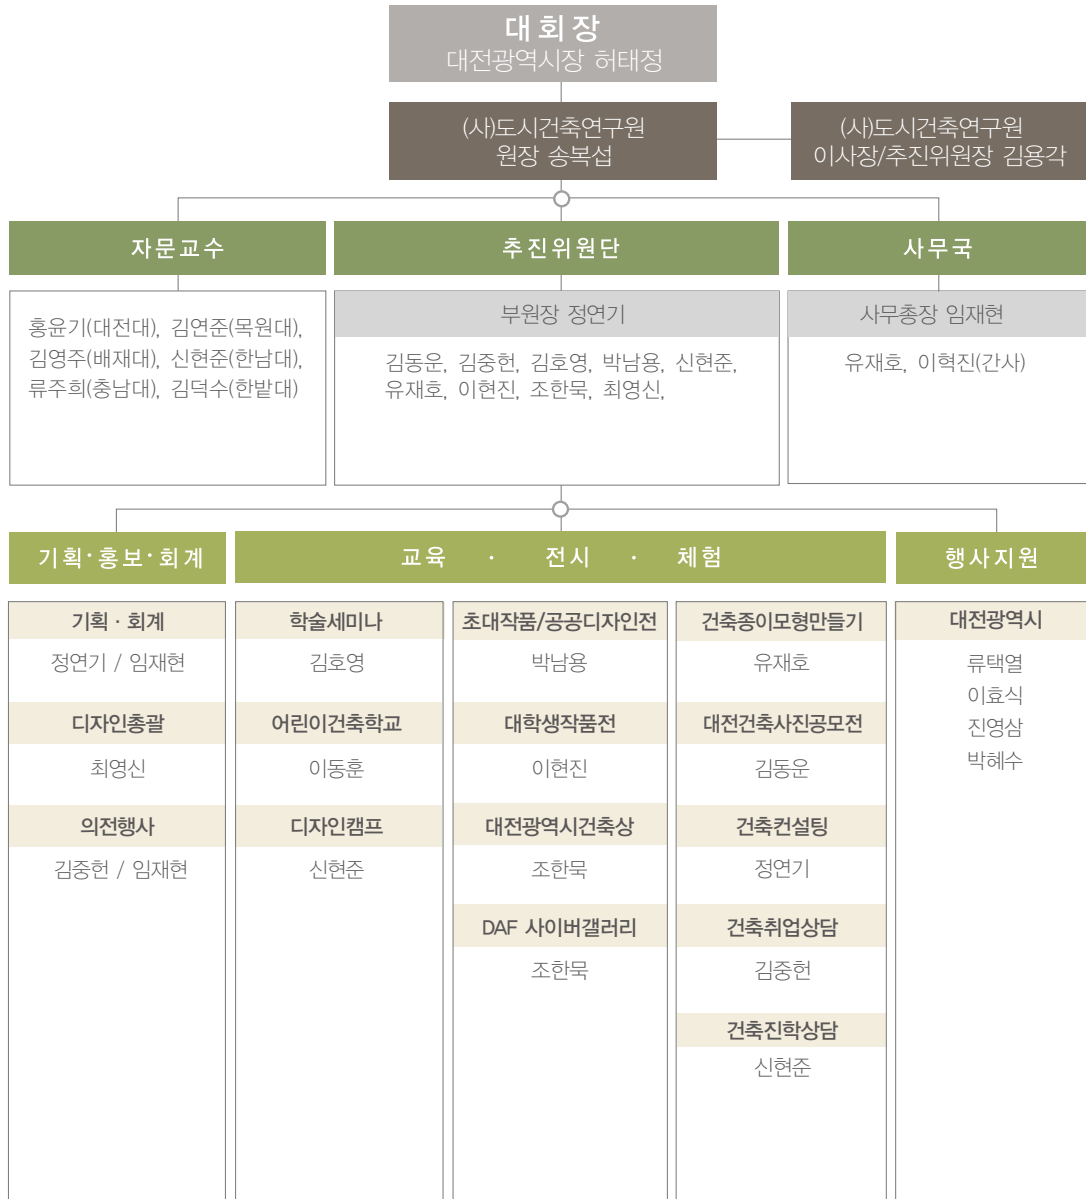 대회장
대전광역시장 허태정
(사)도시건축연구원
원장 송복섭
(사)도시건축연구원
이사장/추진위원장 김용각
자문교수
홍윤기(대전대), 김연준(목원대),
김영주(배재대), 신현준(한남대),
류주희(충남대), 김덕수(한밭대)
추진위원단
부원장 정연기
김동운, 김중헌, 김호영, 박남용, 신현준,
유재호, 이현진, 조한묵, 최영신,
사무국
사무총장 임재현
유재호, 이혁진(간사)
기획·홍보·회계
기획 · 회계
정연기 / 임재현
디자인총괄
최영신
의전행사
김중헌 / 임재현
교육 · 전시 · 체험
학술세미나
김호영
어린이건축학교
이동훈
디자인캠프
신현준
초대작품/공공디자인전
박남용
대학생작품전
이현진
대전광역시건축상
조한묵
DAF 사이버갤러리
조한묵
건축종이모형만들기
유재호
대전건축사진공모전
김동운
건축컨설팅
정연기
건축취업상담
김중헌
건축진학상담
신현준
행사지원
대전광역시
류택열
이효식
진영삼
박혜수